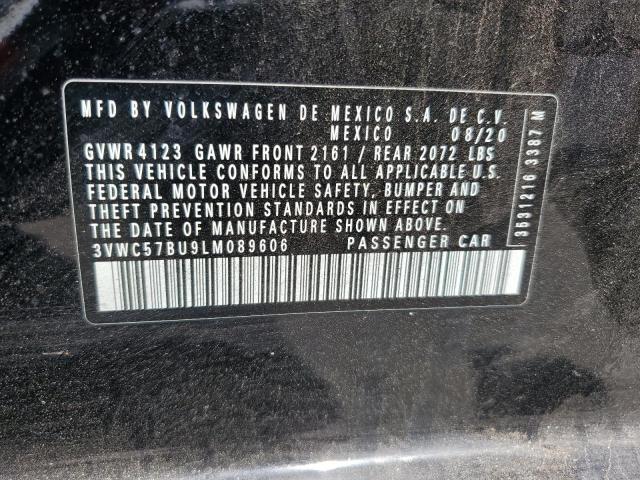 MFD BY VOLKSWAGEN DE MEXICO S.A. DE C.V.
MEXICO 08/20
GVWR 4123 GAWR FRONT 2161 / REAR 2072 LBS
THIS VEHICLE CONFORMS TO ALL APPLICABLE U.S.
FEDERAL MOTOR VEHICLE SAFETY, BUMPER AND
THEFT PREVENTION STANDARDS IN EFFECT ON
THE DATE OF MANUFACTURE SHOWN ABOVE.
3VWC57BU9LM089606 PASSENGER CAR
3531216 3387 M